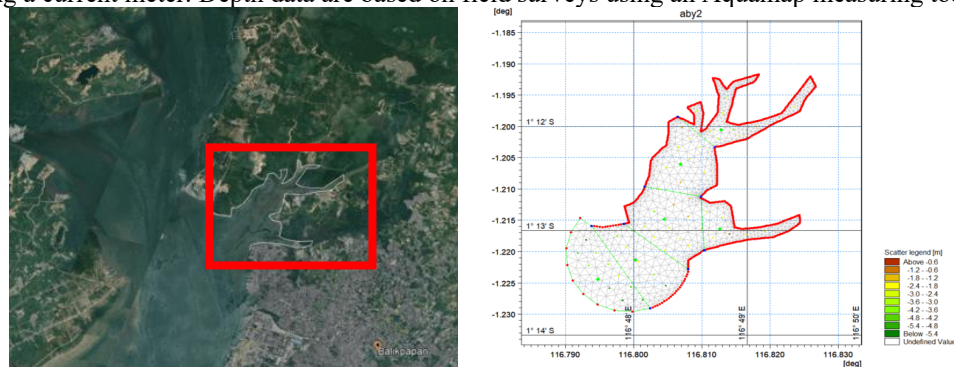 ng a current meter. Depth data are based on field surveys using an Aquamap measuring
Balikpapan
[deg]
aby2
-1.185
-1.190
-1.195
1° 12' S
-1.200
-1.205
-1.210
-1.215
1° 13' S
-1.220
-1.225
-1.230
1° 14' S
116° 48' E
116° 49' E
116° 50' E
116.790
116.800
116.810
116.820
116.830
[deg]
Scatter legend [m]
Above -0.6
-1.2 - -0.6
-1.8 - -1.2
-2.4 - -1.8
-3.0 - -2.4
-3.6 - -3.0
-4.2 - -3.6
-4.8 - -4.2
-5.4 - -4.8
Below -5.4
Undefined Value